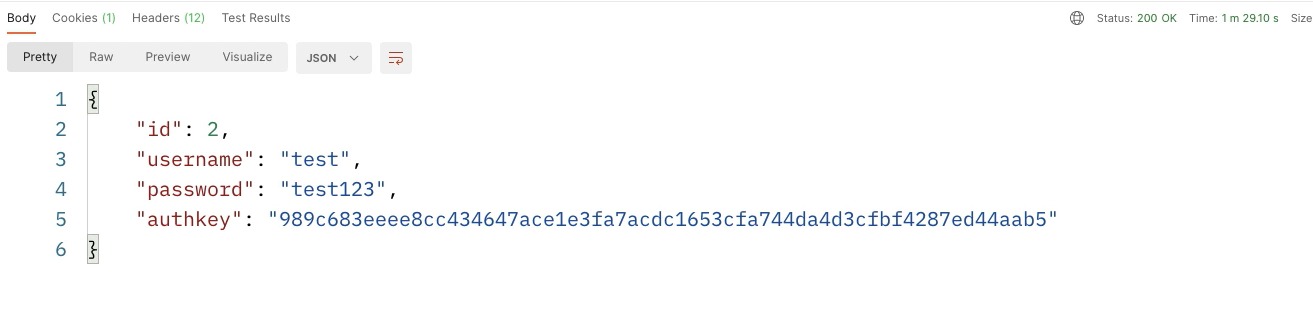 Body Cookies (1) Headers (12) Test Results Status: 200 OK Time: 1 m 29.10 s Size
Pretty Raw Preview Visualize JSON
1 {
2 "id": 2,
3 "username": "test",
4 "password": "test123",
5 "authkey": "989c683eeee8cc434647ace1e3fa7acdc1653cfa744da4d3cfbf4287ed44aab5"
6 }